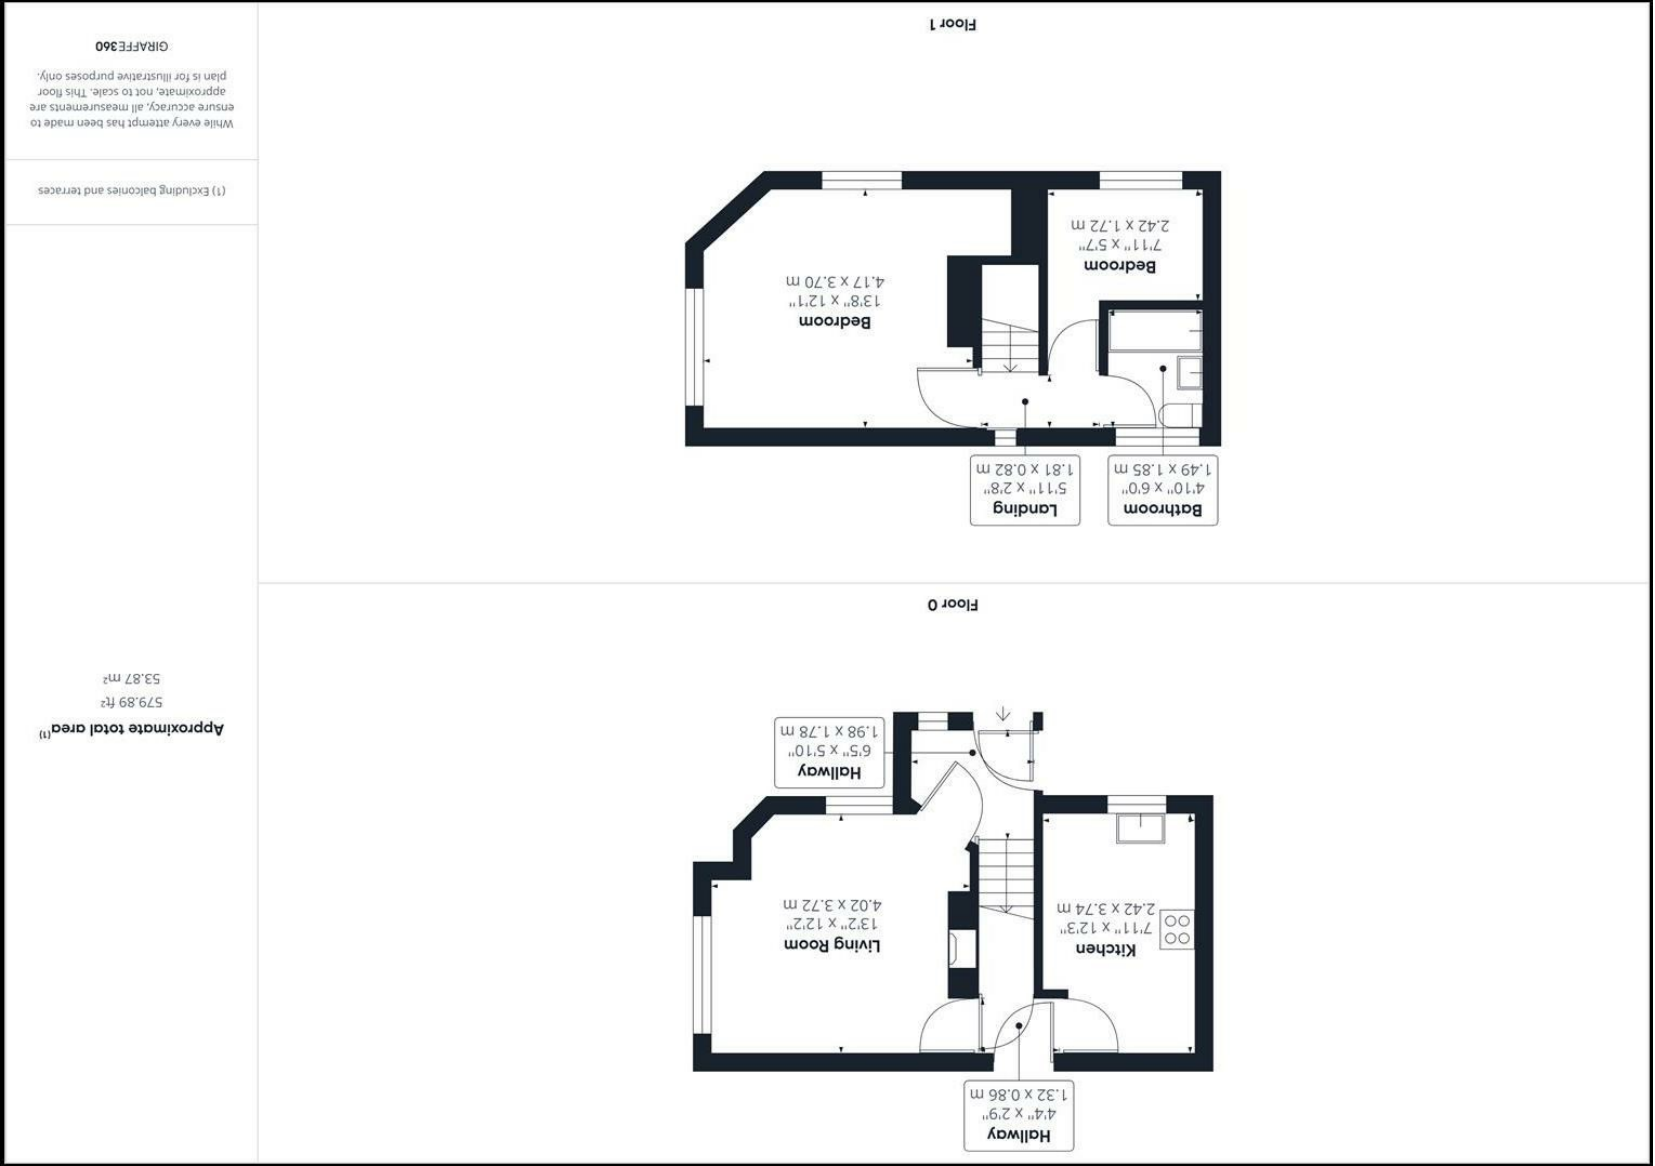 Hallway
4'4" x 2'9"
1.32 x 0.86 m
Kitchen
7'11" x 12'3"
2.42 x 3.74 m
Living Room
13'2" x 12'2"
4.02 x 3.72 m
Hallway
6'5" x 5'10"
1.98 x 1.78 m
Floor 0
Bathroom
4'10" x 6'0"
1.49 x 1.85 m
Landing
5'11" x 2'8"
1.81 x 0.82 m
Bedroom
13'8" x 12'1"
4.17 x 3.70 m
Bedroom
7'11" x 5'7"
2.42 x 1.72 m
Floor 1
Approximate total area(1)
579.89 ft²
53.87 m²
(1) Excluding balconies and terraces
While every attempt has been made to
ensure accuracy, all measurements are
approximate, not to scale. This floor
plan is for illustrative purposes only.
GIRAFFE360